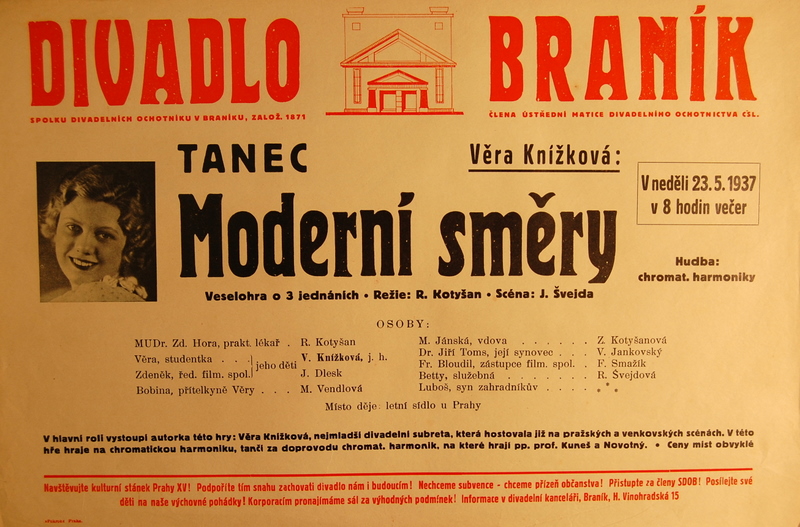 DIVADLO BRANÍK
SPOLKU DIVADELNÍCH OCHOTNÍKU V BRANÍKU, ZALOŽ. 1871
ČLENA ÚSTŘEDNÍ MATICE DIVADELNÍHO OCHOTNICTVA ČSL.
TANEC
Věra Knížková:
Moderní směry
V neděli 23. 5. 1937
v 8 hodin večer
Veselohra o 3 jednáních • Režie: R. Kotyšan • Scéna: J. Švejda
Hudba:
chromat. harmoniky
OSOBY:
MUDr. Zd. Hora, prakt. lékař . R. Kotyšan
Věra, studentka . . . V. Knížková, j. h.
jeho děti
Zdeněk, řed. film. spol. J. Dlesk
Bobina, přítelkyně Věry . . . M. Vendlová
M. Jánská, vdova . . . . . . Z. Kotyšanová
Dr. Jiří Toms, její synovec . . . V. Jankovský
Fr. Bloudil, zástupce film. spol. . F. Smažík
Betty, služebná . . . . . . . R. Švejdová
Luboš, syn zahradníkův . . . . * * *
Místo děje: letní sídlo u Prahy
V hlavní roli vystoupí autorka této hry: Věra Knížková, nejmladší divadelní subreta, která hostovala již na pražských a venkovských scénách. V této
hře hraje na chromatickou harmoniku, tančí za doprovodu chromat. harmonik, na které hrají pp. prof. Kuneš a Novotný. • Ceny míst obvyklé
Navštěvujte kulturní stánek Prahy XV! Podpoříte tím snahu zachovati divadlo nám i budoucím! Nechceme subvence - chceme přízeň občanstva! Přistupte za členy SDOB! Posílejte své
děti na naše výchovné pohádky! Korporacím pronajímáme sál za výhodných podmínek! Informace v divadelní kanceláři, Braník, H. Vinohradská 15